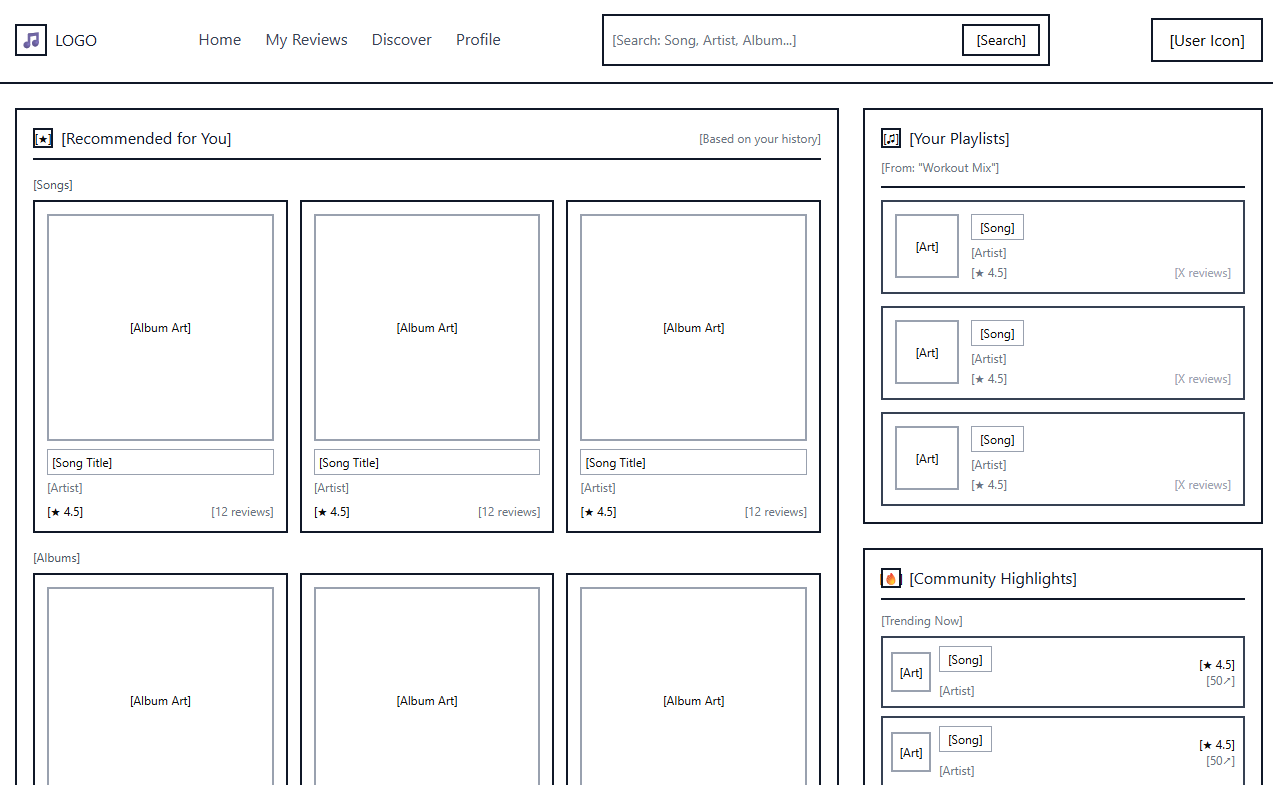 LOGO
Home My Reviews Discover Profile
[Search: Song, Artist, Album...]
[Search]
[User Icon]
[★] [Recommended for You]
[Based on your history]
[Songs]
[Album Art] [Album Art] [Album Art]
[Song Title] [Song Title] [Song Title]
[Artist] [Artist] [Artist]
[★ 4.5] [12 reviews] [★ 4.5] [12 reviews] [★ 4.5] [12 reviews]
[Albums]
[Album Art] [Album Art] [Album Art]
[♫] [Your Playlists]
[From: "Workout Mix"]
[Art]
[Song]
[Artist]
[★ 4.5] [X reviews]
[Art]
[Song]
[Artist]
[★ 4.5] [X reviews]
[Art]
[Song]
[Artist]
[★ 4.5] [X reviews]
[🔥] [Community Highlights]
[Trending Now]
[Art]
[Song]
[Artist]
[★ 4.5]
[50↗]
[Art]
[Song]
[Artist]
[★ 4.5]
[50↗]